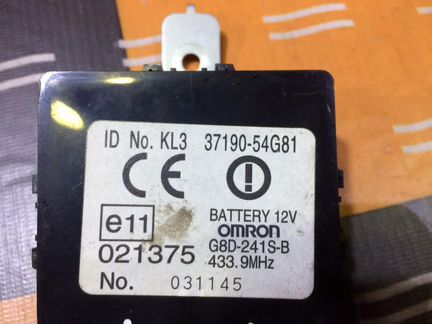 ID No. KL3 37190-54G81
CE
e11 BATTERY 12V
OMRON
021375 G8D-241S-B
433.9MHz
No. 031145